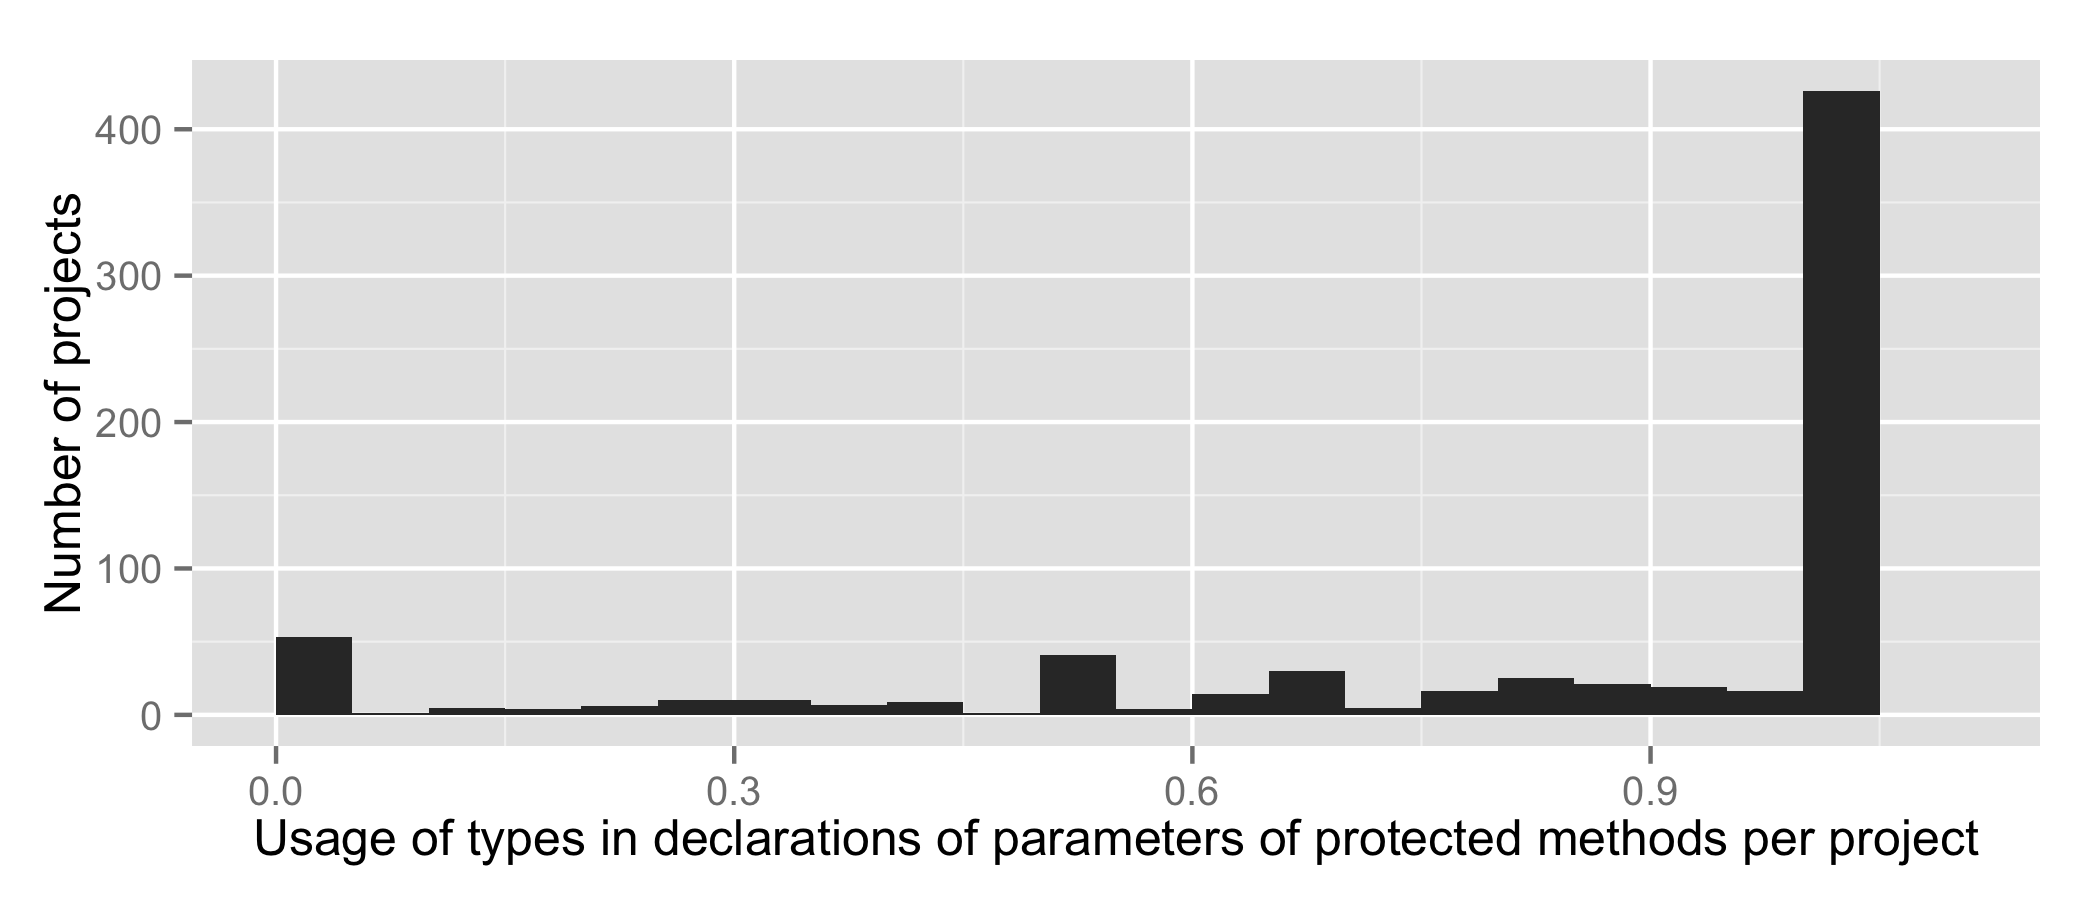 Number of projects
400
300
200
100
0
0.0 0.3 0.6 0.9
Usage of types in declarations of parameters of protected methods per project